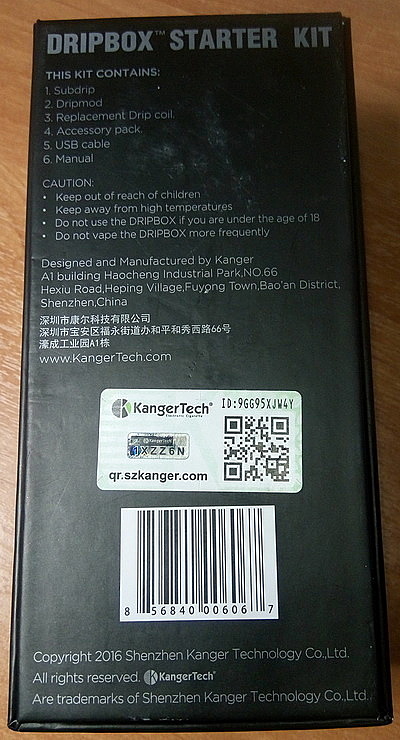 DRIPBOX™ STARTER KIT
THIS KIT CONTAINS:
1. Subdrip
2. Dripmod
3. Replacement Drip coil.
4. Accessory pack.
5. USB cable
6. Manual
CAUTION:
• Keep out of reach of children
• Keep away from high temperatures
• Do not use the DRIPBOX if you are under the age of 18
• Do not vape the DRIPBOX more frequently
Designed and Manufactured by Kanger
A1 building Haocheng Industrial Park,NO.66
Hexiu Road,Heping Village,Fuyong Town,Bao'an District,
Shenzhen,China
深圳市康尔科技有限公司
深圳市宝安区福永街道办和平和秀西路66号
濠成工业园A1栋
www.KangerTech.com
KangerTech® ID:9GG95XJW4Y
Electronic Cigarette
KangerTech
1XZZ6N
qr.szkanger.com
8 56840 00606 7
Copyright 2016 Shenzhen Kanger Technology Co.,Ltd.
All rights reserved. KangerTech®
Are trademarks of Shenzhen Kanger Technology Co.,Ltd.